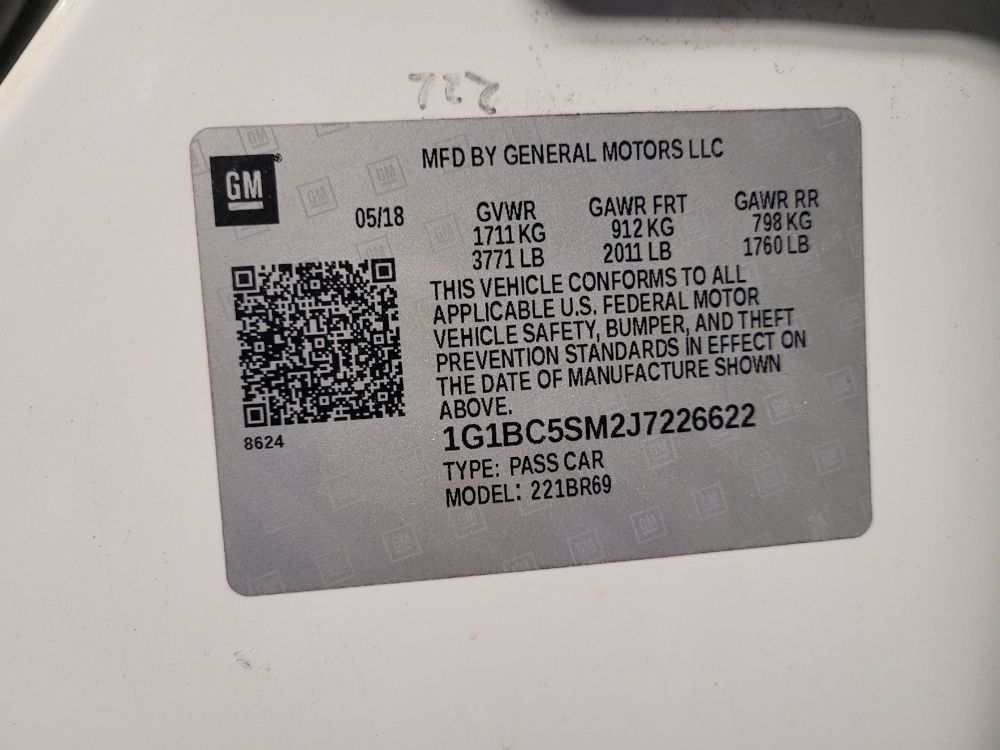 MFD BY GENERAL MOTORS LLC
GM
05/18
GVWR GAWR FRT GAWR RR
1711 KG 912 KG 798 KG
3771 LB 2011 LB 1760 LB
THIS VEHICLE CONFORMS TO ALL
APPLICABLE U.S. FEDERAL MOTOR
VEHICLE SAFETY, BUMPER, AND THEFT
PREVENTION STANDARDS IN EFFECT ON
THE DATE OF MANUFACTURE SHOWN
ABOVE.
8624
1G1BC5SM2J7226622
TYPE: PASS CAR
MODEL: 221BR69